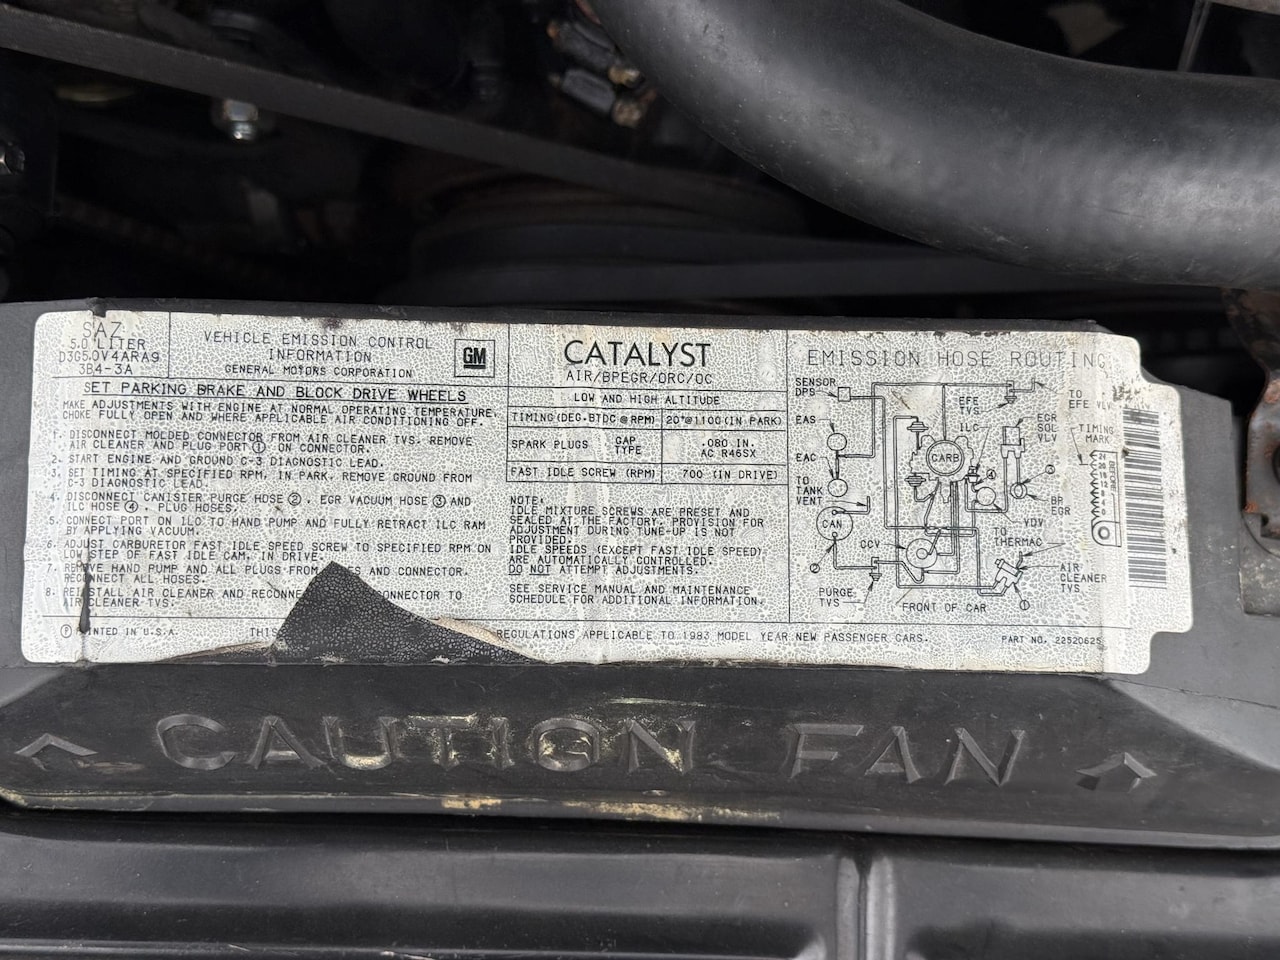 SAZ
5.0 LITER
D3G5.0V4ARA9
3B4-3A
VEHICLE EMISSION CONTROL
INFORMATION
GENERAL MOTORS CORPORATION
GM
SET PARKING BRAKE AND BLOCK DRIVE WHEELS
MAKE ADJUSTMENTS WITH ENGINE AT NORMAL OPERATING TEMPERATURE,
CHOKE FULLY OPEN AND WHERE APPLICABLE AIR CONDITIONING OFF.
1. DISCONNECT MOLDED CONNECTOR FROM AIR CLEANER TVS. REMOVE
AIR CLEANER AND PLUG PORT ① ON CONNECTOR.
2. START ENGINE AND GROUND C-3 DIAGNOSTIC LEAD.
3. SET TIMING AT SPECIFIED RPM, IN PARK. REMOVE GROUND FROM
C-3 DIAGNOSTIC LEAD.
4. DISCONNECT CANISTER PURGE HOSE ②, EGR VACUUM HOSE ③ AND
ILC HOSE ④. PLUG HOSES.
5. CONNECT PORT ON ILC TO HAND PUMP AND FULLY RETRACT ILC RAM
BY APPLYING VACUUM.
6. ADJUST CARBURETOR FAST IDLE SPEED SCREW TO SPECIFIED RPM ON
LOW STEP OF FAST IDLE CAM, IN DRIVE.
7. REMOVE HAND PUMP AND ALL PLUGS FROM ES AND CONNECTOR.
RECONNECT ALL HOSES.
8. REINSTALL AIR CLEANER AND RECONNE ONNECTOR TO
AIR CLEANER TVS.
Ⓟ PRINTED IN U.S.A.
THIS REGULATIONS APPLICABLE TO 1983 MODEL YEAR NEW PASSENGER CARS.
PART NO. 22520625
CATALYST
AIR/BPEGR/ORC/OC
LOW AND HIGH ALTITUDE
TIMING (DEG.BTDC @ RPM) 20°@1100(IN PARK)
SPARK PLUGS GAP .080 IN.
TYPE AC R46SX
FAST IDLE SCREW (RPM) 700 (IN DRIVE)
NOTE:
IDLE MIXTURE SCREWS ARE PRESET AND
SEALED AT THE FACTORY. PROVISION FOR
ADJUSTMENT DURING TUNE-UP IS NOT
PROVIDED.
IDLE SPEEDS (EXCEPT FAST IDLE SPEED)
ARE AUTOMATICALLY CONTROLLED.
DO NOT ATTEMPT ADJUSTMENTS.
SEE SERVICE MANUAL AND MAINTENANCE
SCHEDULE FOR ADDITIONAL INFORMATION.
EMISSION HOSE ROUTING
SENSOR
DPS
EAS
EAC
TO
TANK
VENT
CAN
②
CCV
PURGE
TVS
EFE
TVS
ILC
CARB
④
TO
EFE VLV
EGR
SOL
VLV
TIMING
MARK
③
BP
EGR
VDV
TO
THERMAC
AIR
CLEANER
TVS
①
FRONT OF CAR
CAUTION FAN